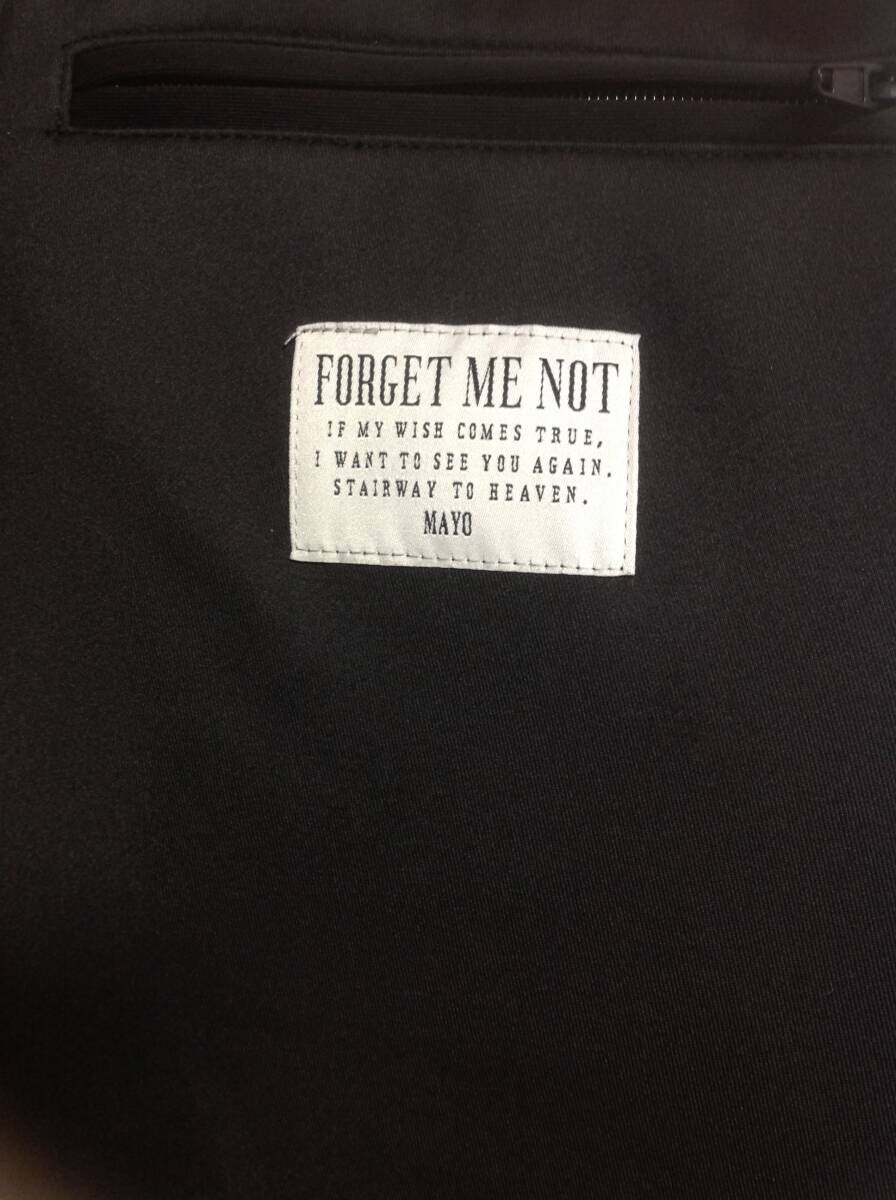 FORGET ME NOT
IF MY WISH COMES TRUE,
I WANT TO SEE YOU AGAIN.
STAIRWAY TO HEAVEN.
MAYO